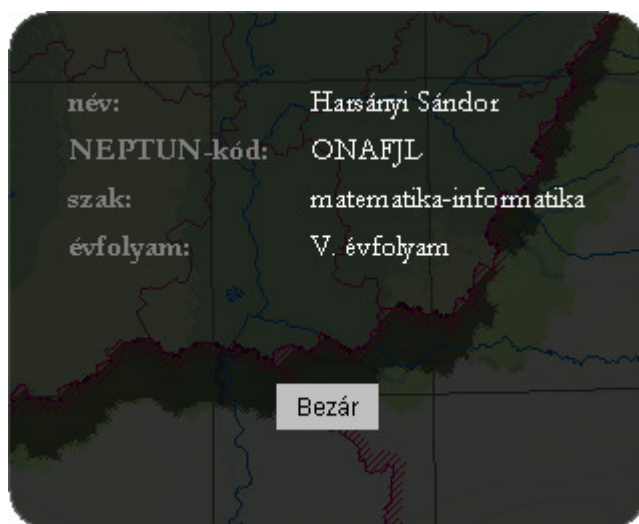 név: Harsányi Sándor
NEPTUN-kód: ONAFJL
szak: matematika-informatika
évfolyam: V. évfolyam
Bezár